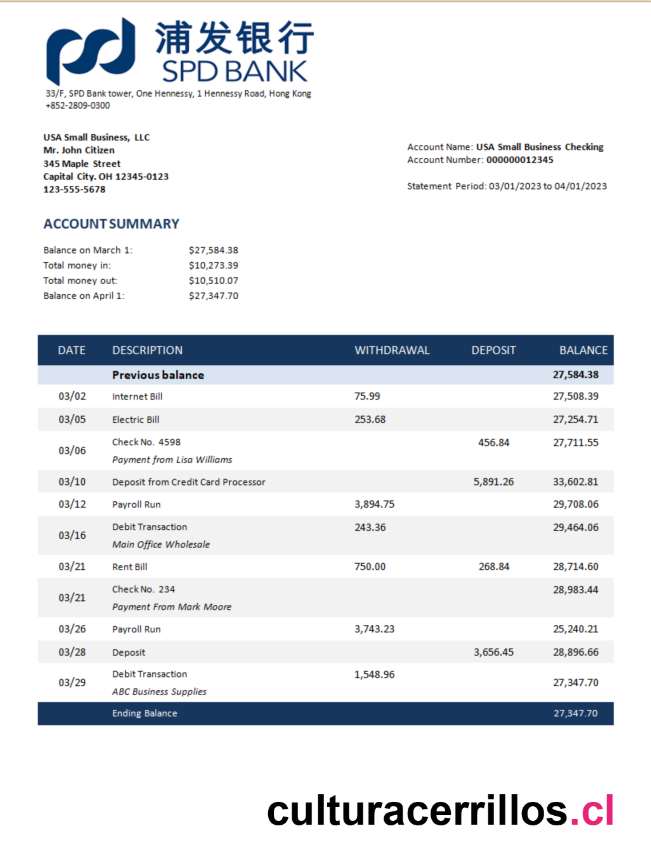 浦发银行
SPD BANK
33/F, SPD Bank tower, One Hennessy, 1 Hennessy Road, Hong Kong
+852-2809-0300
USA Small Business, LLC
Mr. John Citizen
345 Maple Street
Capital City. OH 12345-0123
123-555-5678
Account Name: USA Small Business Checking
Account Number: 000000012345
Statement Period: 03/01/2023 to 04/01/2023
ACCOUNT SUMMARY
Balance on March 1: $27,584.38
Total money in: $10,273.39
Total money out: $10,510.07
Balance on April 1: $27,347.70
DATE DESCRIPTION WITHDRAWAL DEPOSIT BALANCE
Previous balance 27,584.38
03/02 Internet Bill 75.99 27,508.39
03/05 Electric Bill 253.68 27,254.71
03/06 Check No. 4598 456.84 27,711.55
Payment from Lisa Williams
03/10 Deposit from Credit Card Processor 5,891.26 33,602.81
03/12 Payroll Run 3,894.75 29,708.06
03/16 Debit Transaction 243.36 29,464.06
Main Office Wholesale
03/21 Rent Bill 750.00 268.84 28,714.60
03/21 Check No. 234 28,983.44
Payment From Mark Moore
03/26 Payroll Run 3,743.23 25,240.21
03/28 Deposit 3,656.45 28,896.66
03/29 Debit Transaction 1,548.96 27,347.70
ABC Business Supplies
Ending Balance 27,347.70
culturacerrillos.cl